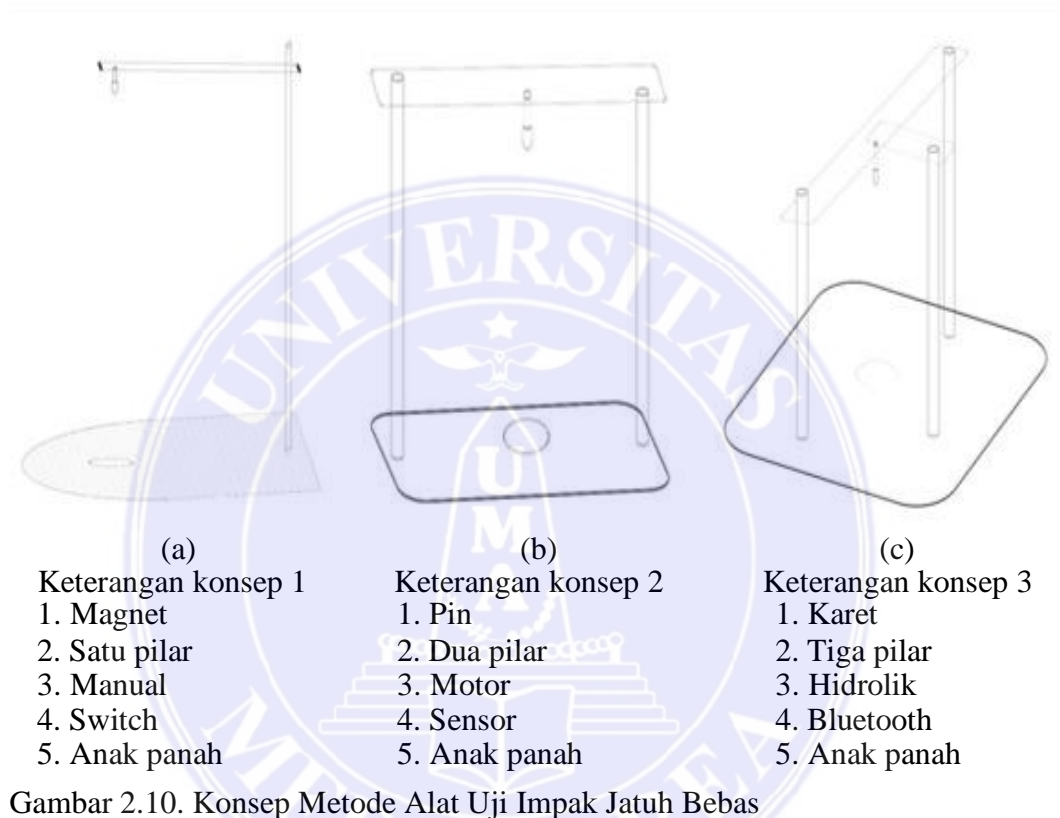 UNIVERSITAS
UMA
(a)
Keterangan konsep 1
1. Magnet
2. Satu pilar
3. Manual
4. Switch
5. Anak panah
(b)
Keterangan konsep 2
1. Pin
2. Dua pilar
3. Motor
4. Sensor
5. Anak panah
(c)
Keterangan konsep 3
1. Karet
2. Tiga pilar
3. Hidrolik
4. Bluetooth
5. Anak panah
Gambar 2.10. Konsep Metode Alat Uji Impak Jatuh Bebas